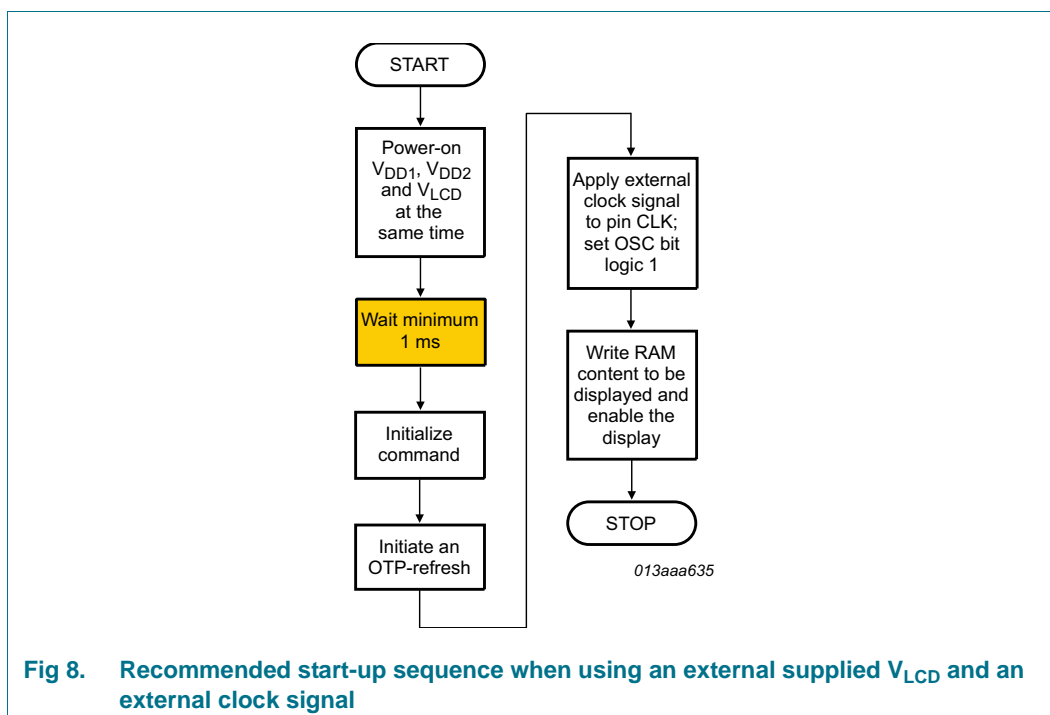 START
Power-on
VDD1, VDD2
and VLCD
at the
same time
Wait minimum
1 ms
Initialize
command
Initiate an
OTP-refresh
Apply external
clock signal
to pin CLK;
set OSC bit
logic 1
Write RAM
content to be
displayed and
enable the
display
STOP
013aaa635
Fig 8. Recommended start-up sequence when using an external supplied VLCD and an
external clock signal